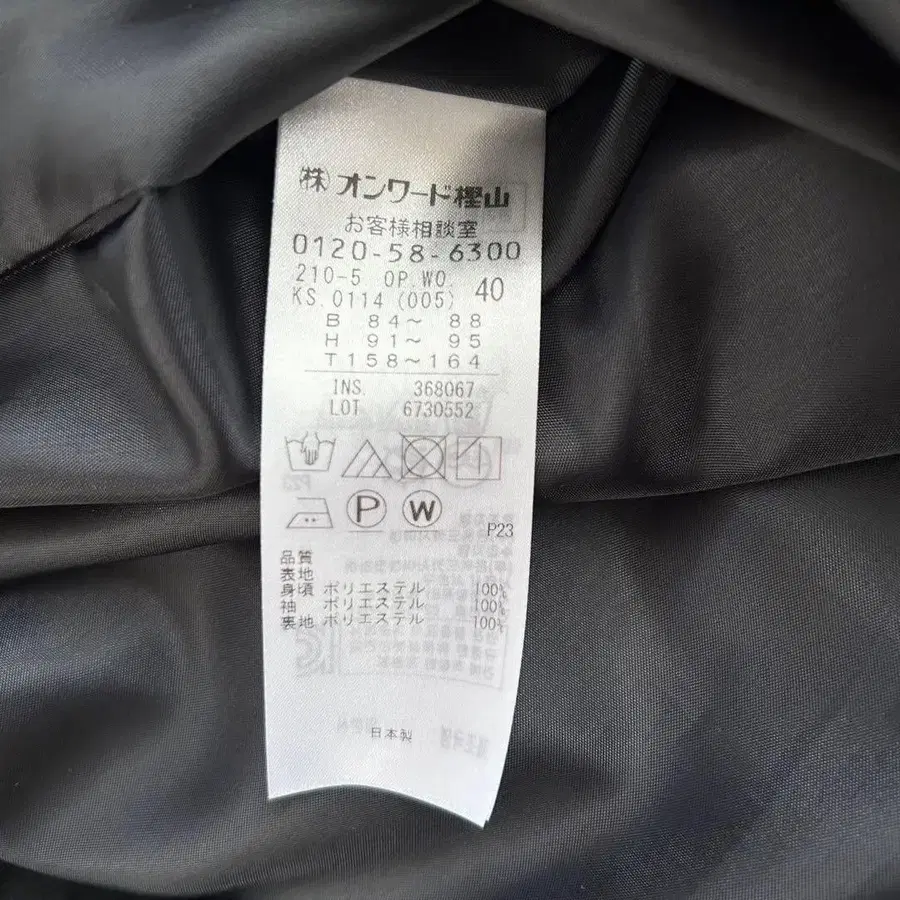 (株)オンワード樫山
お客様相談室
0120-58-6300
210-5 OP.WO. 40
KS.0114 (005)
B 84～ 88
H 91～ 95
T158～164
INS. 368067
LOT 6730552
P W
P23
品質
表地
身頃 ポリエステル 100%
袖 ポリエステル 100%
裏地 ポリエステル 100%
日本製